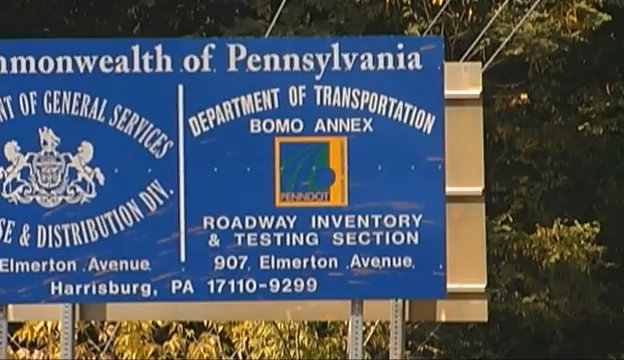 mmonwealth of Pennsylvania
NT OF GENERAL SERVICES
SE & DISTRIBUTION DIV.
Elmerton Avenue
DEPARTMENT OF TRANSPORTATION
BOMO ANNEX
PENNDOT
ROADWAY INVENTORY
& TESTING SECTION
907 Elmerton Avenue
Harrisburg, PA 17110-9299